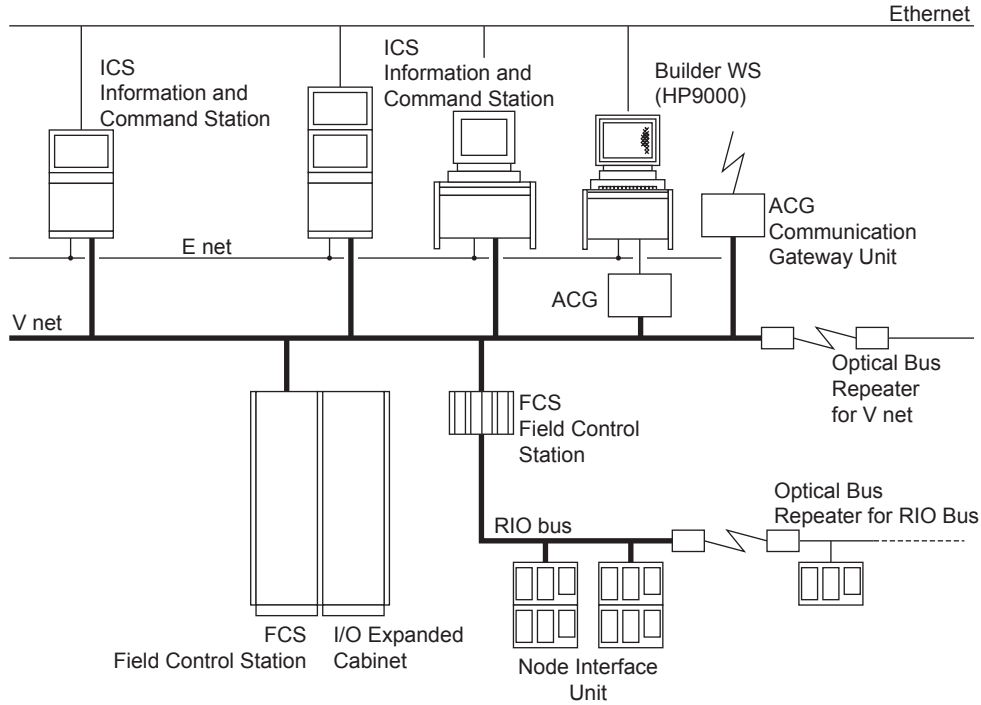 Ethernet
ICS
Information and
Command Station
ICS
Information and
Command Station
Builder WS
(HP9000)
ACG
Communication
Gateway Unit
E net
ACG
V net
Optical Bus
Repeater
for V net
FCS
Field Control
Station
Optical Bus
Repeater for RIO Bus
RIO bus
FCS
Field Control Station
I/O Expanded
Cabinet
Node Interface
Unit